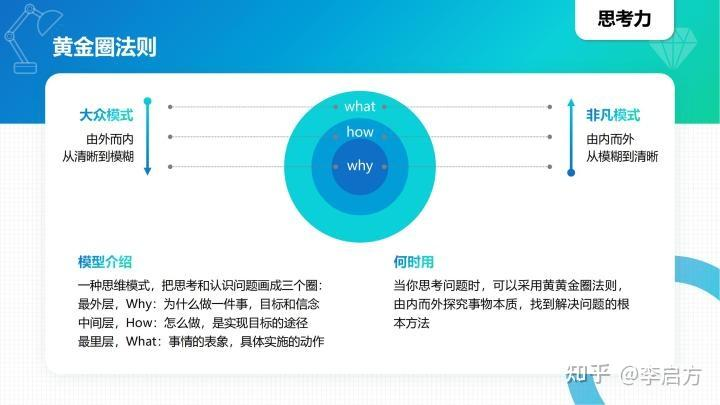 思考力
黄金圈法则
大众模式
由外而内
从清晰到模糊
what
how
why
非凡模式
由内而外
从模糊到清晰
模型介绍
一种思维模式，把思考和认识问题画成三个圈：
最外层，Why：为什么做一件事，目标和信念
中间层，How：怎么做，是实现目标的途径
最里层，What：事情的表象，具体实施的动作
何时用
当你思考问题时，可以采用黄黄金圈法则，
由内而外探究事物本质，找到解决问题的根
本方法
知乎 @李启方